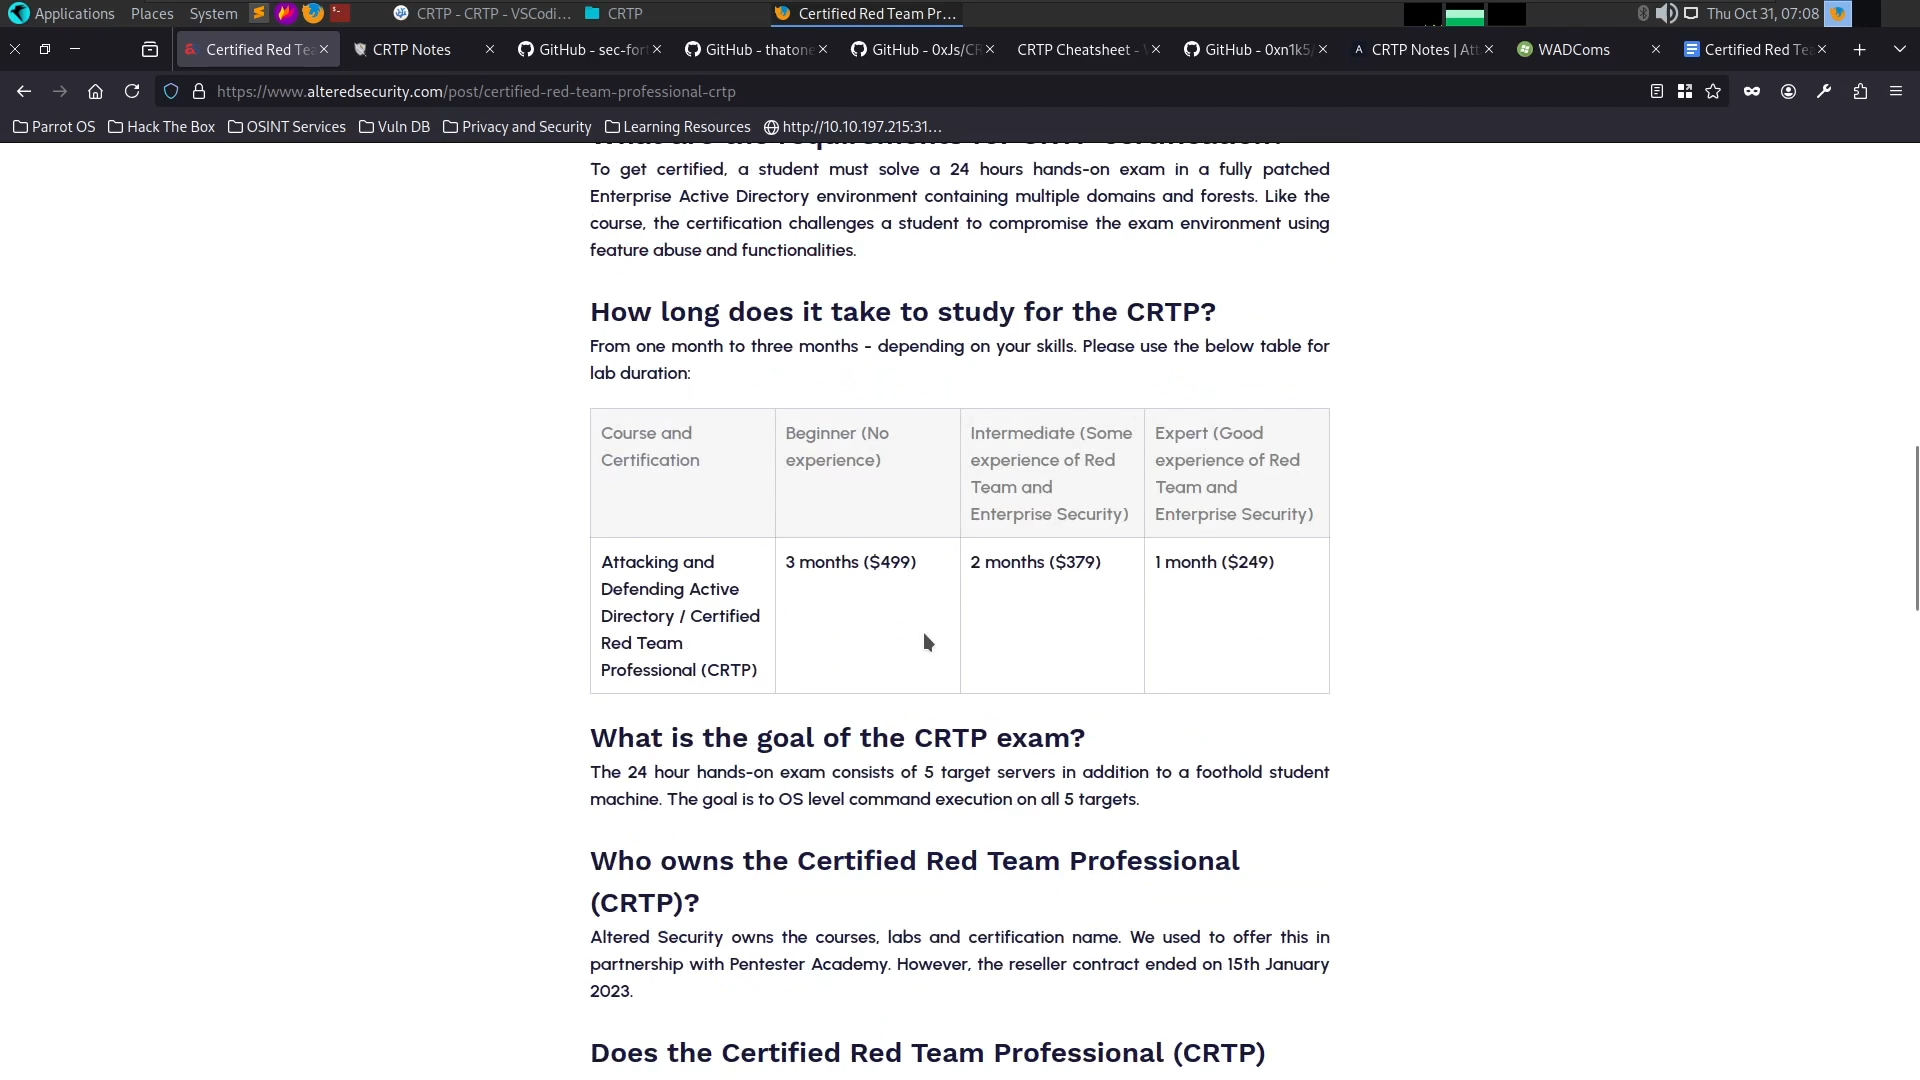 Applications Places System CRTP - CRTP - VSCodi... CRTP Certified Red Team Pr... Thu Oct 31, 07:08
Certified Red Tea CRTP Notes GitHub - sec-fort GitHub - thatone GitHub - 0xJs/CR CRTP Cheatsheet - GitHub - 0xn1k5/ CRTP Notes | Att WADComs Certified Red Tea
https://www.alteredsecurity.com/post/certified-red-team-professional-crtp
Parrot OS Hack The Box OSINT Services Vuln DB Privacy and Security Learning Resources http://10.10.197.215:31...
To get certified, a student must solve a 24 hours hands-on exam in a fully patched
Enterprise Active Directory environment containing multiple domains and forests. Like the
course, the certification challenges a student to compromise the exam environment using
feature abuse and functionalities.
How long does it take to study for the CRTP?
From one month to three months - depending on your skills. Please use the below table for
lab duration:
Course and
Certification
Beginner (No
experience)
Intermediate (Some
experience of Red
Team and
Enterprise Security)
Expert (Good
experience of Red
Team and
Enterprise Security)
Attacking and
Defending Active
Directory / Certified
Red Team
Professional (CRTP)
3 months ($499)
2 months ($379)
1 month ($249)
What is the goal of the CRTP exam?
The 24 hour hands-on exam consists of 5 target servers in addition to a foothold student
machine. The goal is to OS level command execution on all 5 targets.
Who owns the Certified Red Team Professional
(CRTP)?
Altered Security owns the courses, labs and certification name. We used to offer this in
partnership with Pentester Academy. However, the reseller contract ended on 15th January
2023.
Does the Certified Red Team Professional (CRTP)